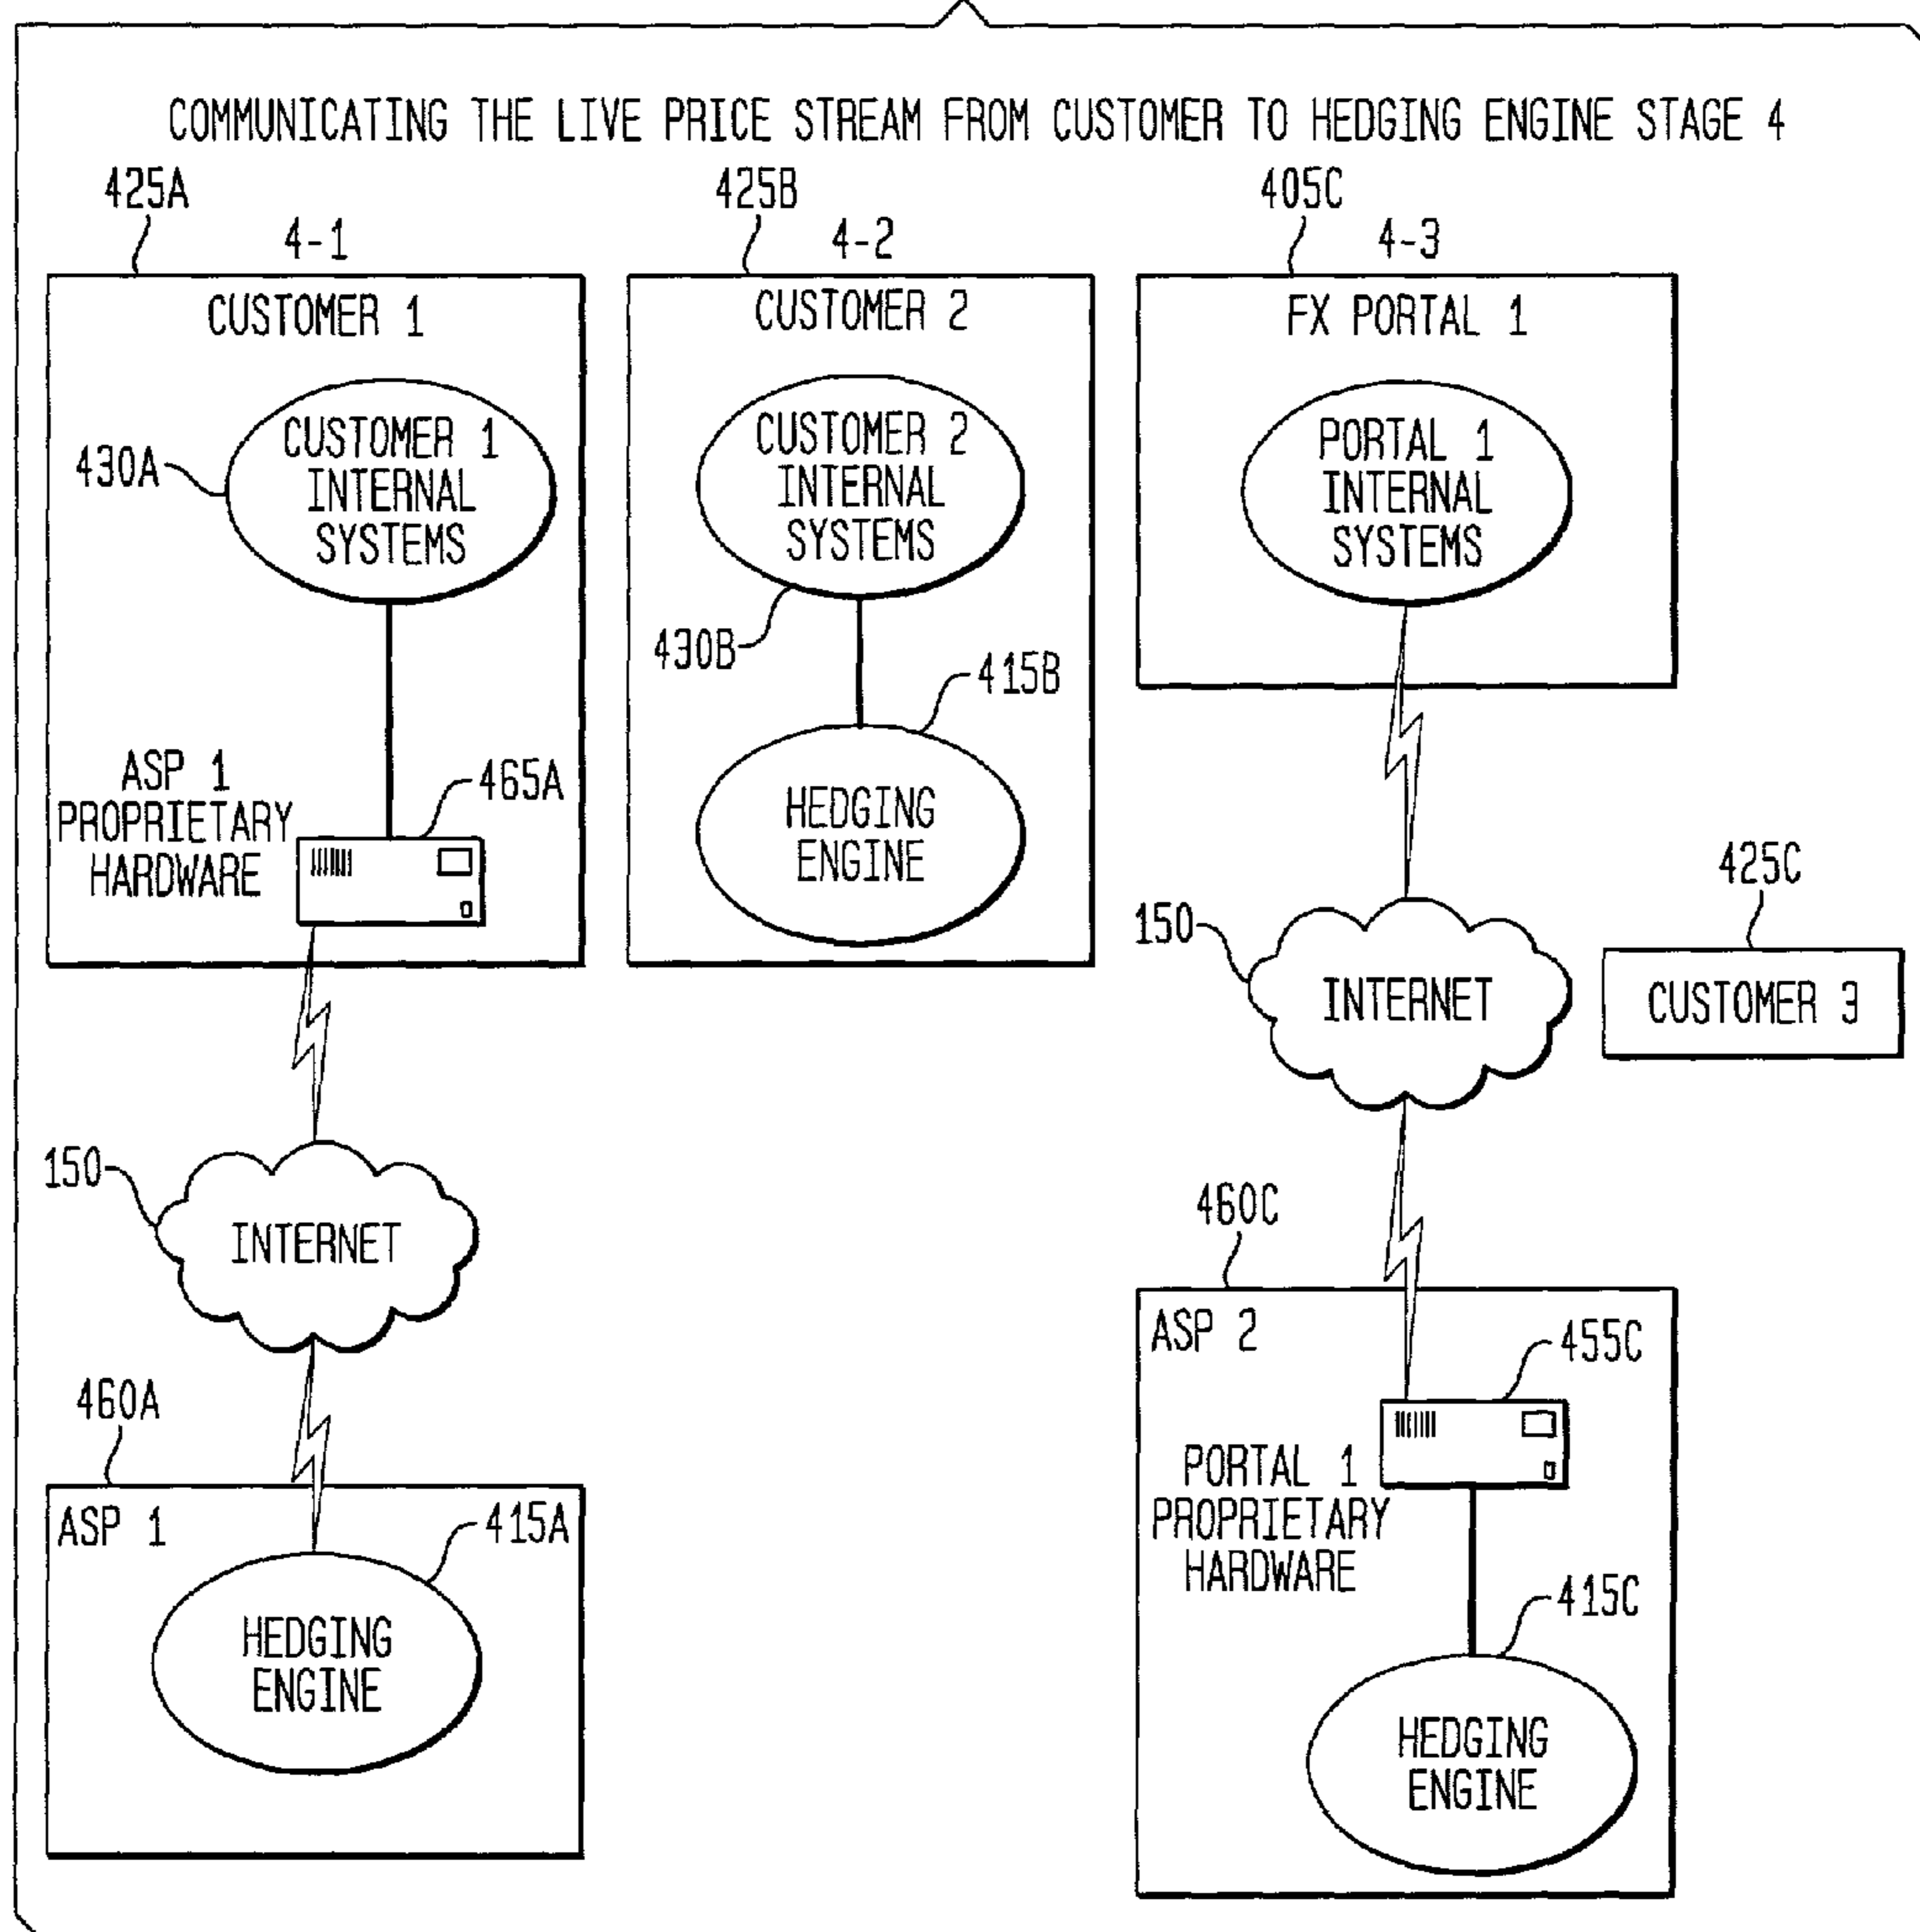 COMMUNICATING THE LIVE PRICE STREAM FROM CUSTOMER TO HEDGING ENGINE STAGE 4
425A
4-1
CUSTOMER 1
CUSTOMER 1
INTERNAL
SYSTEMS
430A
ASP 1
PROPRIETARY
HARDWARE
465A
150
INTERNET
460A
ASP 1
415A
HEDGING
ENGINE
425B
4-2
CUSTOMER 2
CUSTOMER 2
INTERNAL
SYSTEMS
430B
415B
HEDGING
ENGINE
405C
4-3
FX PORTAL 1
PORTAL 1
INTERNAL
SYSTEMS
150
INTERNET
425C
CUSTOMER 3
460C
ASP 2
455C
PORTAL 1
PROPRIETARY
HARDWARE
415C
HEDGING
ENGINE